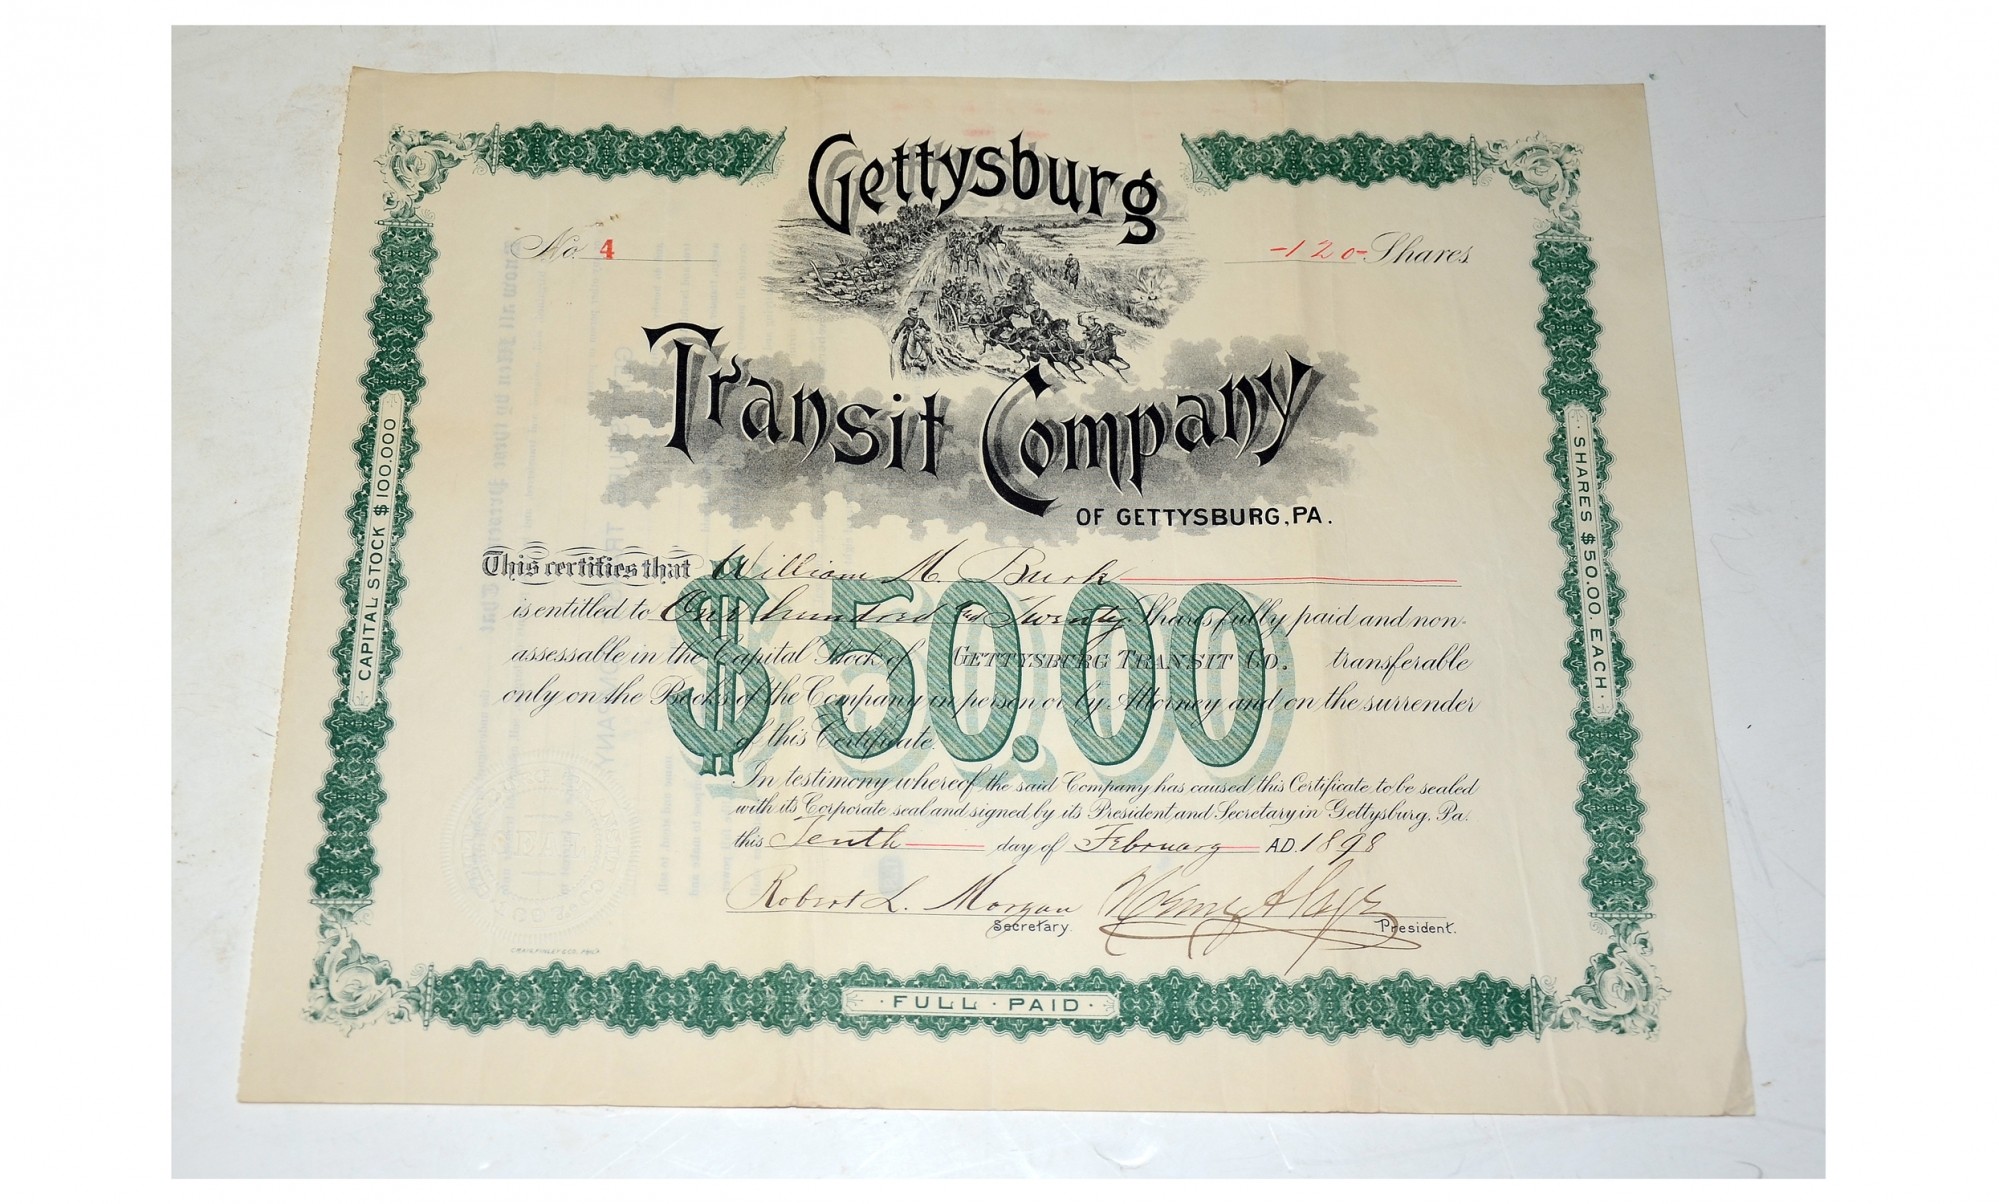 Gettysburg
No. 4
-120- Shares
Transit Company
OF GETTYSBURG, PA.
CAPITAL STOCK $100.000
SHARES $50.00. EACH.
This certifies that William M. Burk
is entitled to One hundred & Twenty Shares fully paid and non-
assessable in the Capital Stock of GETTYSBURG TRANSIT CO. transferable
only on the Books of the Company in person or by Attorney and on the surrender
of this Certificate.
$50.00
In testimony whereof the said Company has caused this Certificate to be sealed
with its Corporate seal and signed by its President and Secretary in Gettysburg, Pa.
this Tenth day of February A.D. 1898
Robert L. Morgan
Secretary.
President.
CRAIG, FINLEY & CO. PHILA
· FULL · PAID ·